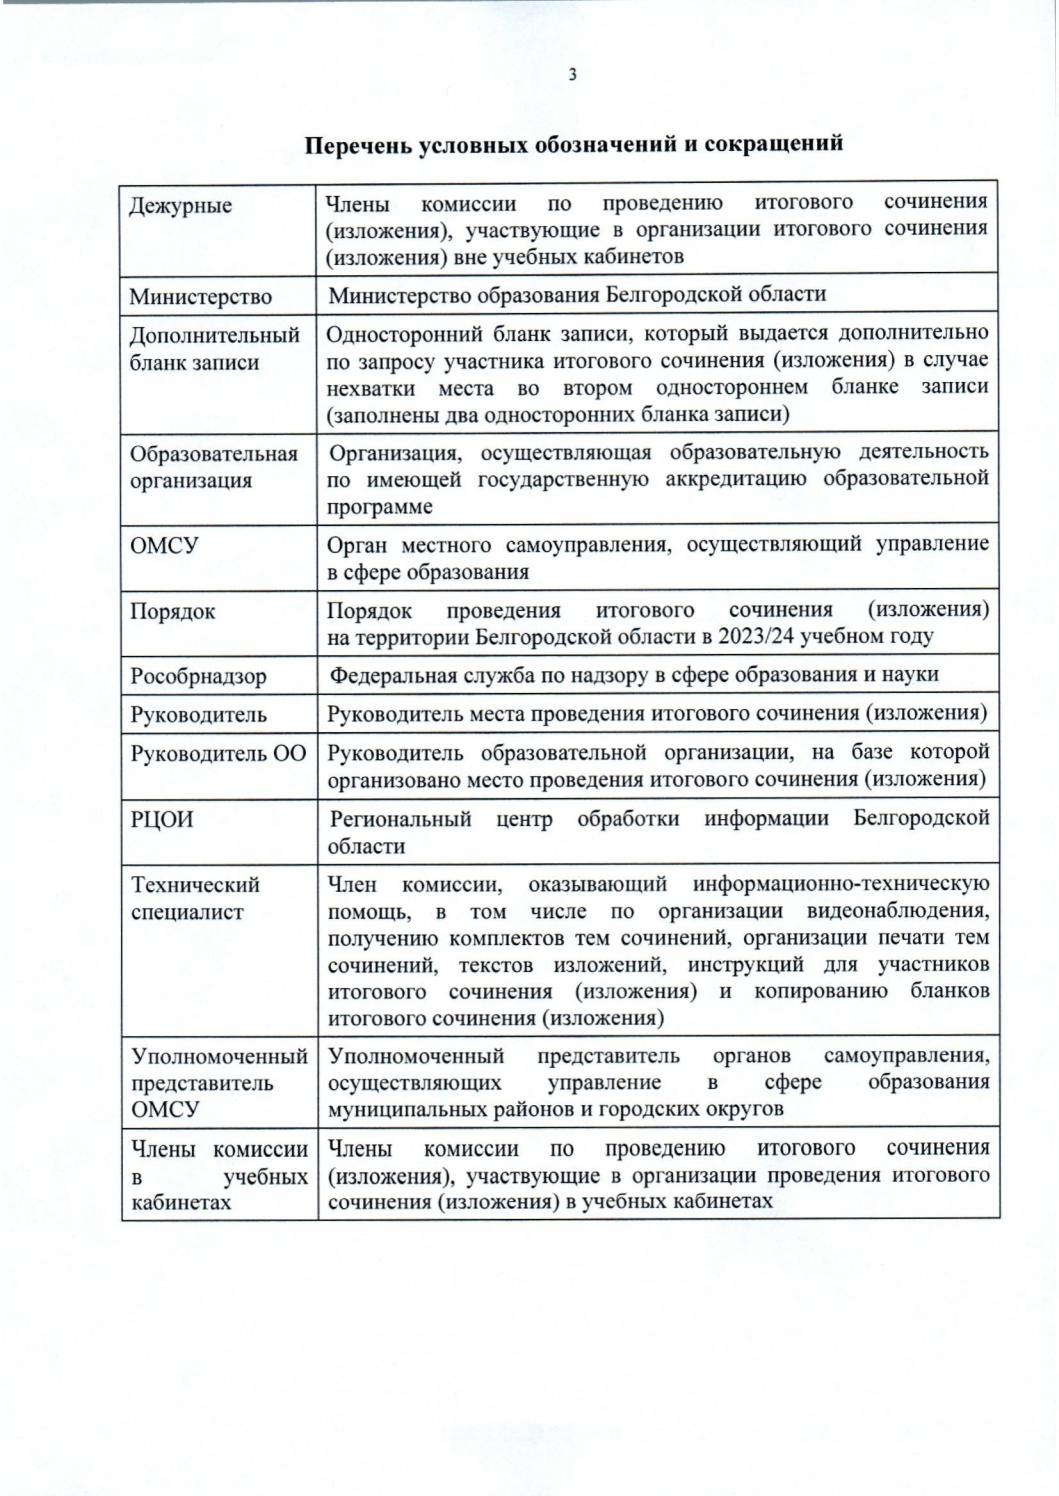 3
Перечень условных обозначений и сокращений
Дежурные
Члены комиссии по проведению итогового сочинения
(изложения), участвующие в организации итогового сочинения
(изложения) вне учебных кабинетов
Министерство
Министерство образования Белгородской области
Дополнительный
бланк записи
Односторонний бланк записи, который выдается дополнительно
по запросу участника итогового сочинения (изложения) в случае
нехватки места во втором одностороннем бланке записи
(заполнены два односторонних бланка записи)
Образовательная
организация
Организация, осуществляющая образовательную деятельность
по имеющей государственную аккредитацию образовательной
программе
ОМСУ
Орган местного самоуправления, осуществляющий управление
в сфере образования
Порядок
Порядок проведения итогового сочинения (изложения)
на территории Белгородской области в 2023/24 учебном году
Рособрнадзор
Федеральная служба по надзору в сфере образования и науки
Руководитель
Руководитель места проведения итогового сочинения (изложения)
Руководитель ОО
Руководитель образовательной организации, на базе которой
организовано место проведения итогового сочинения (изложения)
РЦОИ
Региональный центр обработки информации Белгородской
области
Технический
специалист
Член комиссии, оказывающий информационно-техническую
помощь, в том числе по организации видеонаблюдения,
получению комплектов тем сочинений, организации печати тем
сочинений, текстов изложений, инструкций для участников
итогового сочинения (изложения) и копированию бланков
итогового сочинения (изложения)
Уполномоченный
представитель
ОМСУ
Уполномоченный представитель органов самоуправления,
осуществляющих управление в сфере образования
муниципальных районов и городских округов
Члены комиссии
в учебных
кабинетах
Члены комиссии по проведению итогового сочинения
(изложения), участвующие в организации проведения итогового
сочинения (изложения) в учебных кабинетах